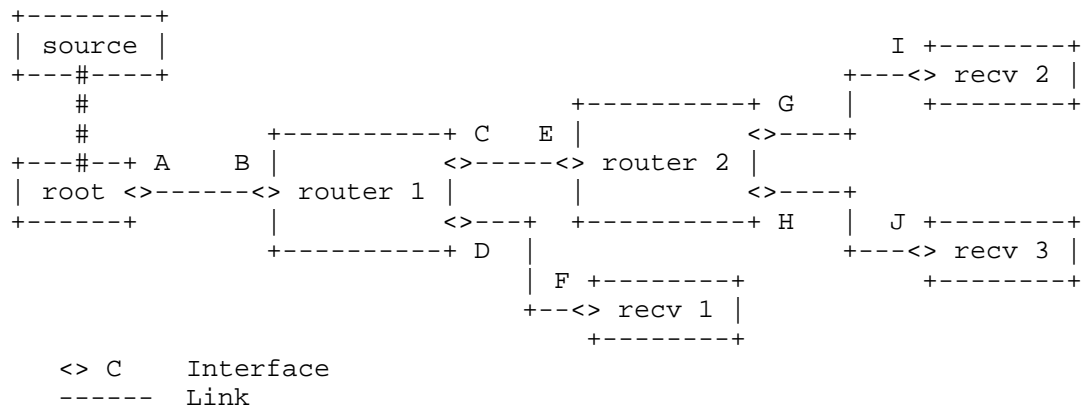 +--------+
| source |                                                I +--------+
+---#----+                                             +---<> recv 2 |
    #                                +----------+ G    |     +--------+
    #            +----------+ C   E  |          <>----+
+---#--+ A    B  |          <>-----<> router 2 |
| root <>------<> router 1 |        |          <>----+
+------+         |          <>---+  +----------+ H   |  J +--------+
                 +----------+ D  |                   +---<> recv 3 |
                                 | F +--------+           +--------+
                                 +--<> recv 1 |
                                     +--------+
<> C     Interface
------  Link